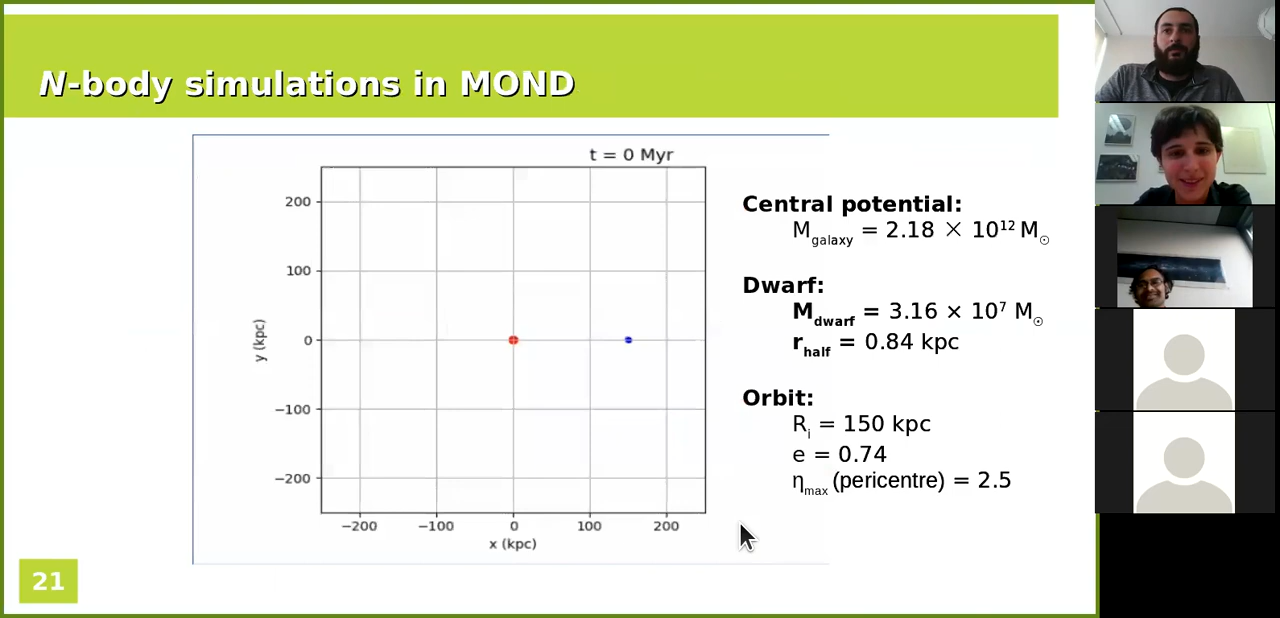 N-body simulations in MOND
t = 0 Myr
200
100
0
−100
−200
y (kpc)
−200 −100 0 100 200
x (kpc)
Central potential:
M_galaxy = 2.18 × 10¹² M_☉
Dwarf:
M_dwarf = 3.16 × 10⁷ M_☉
r_half = 0.84 kpc
Orbit:
R_i = 150 kpc
e = 0.74
η_max (pericentre) = 2.5
21